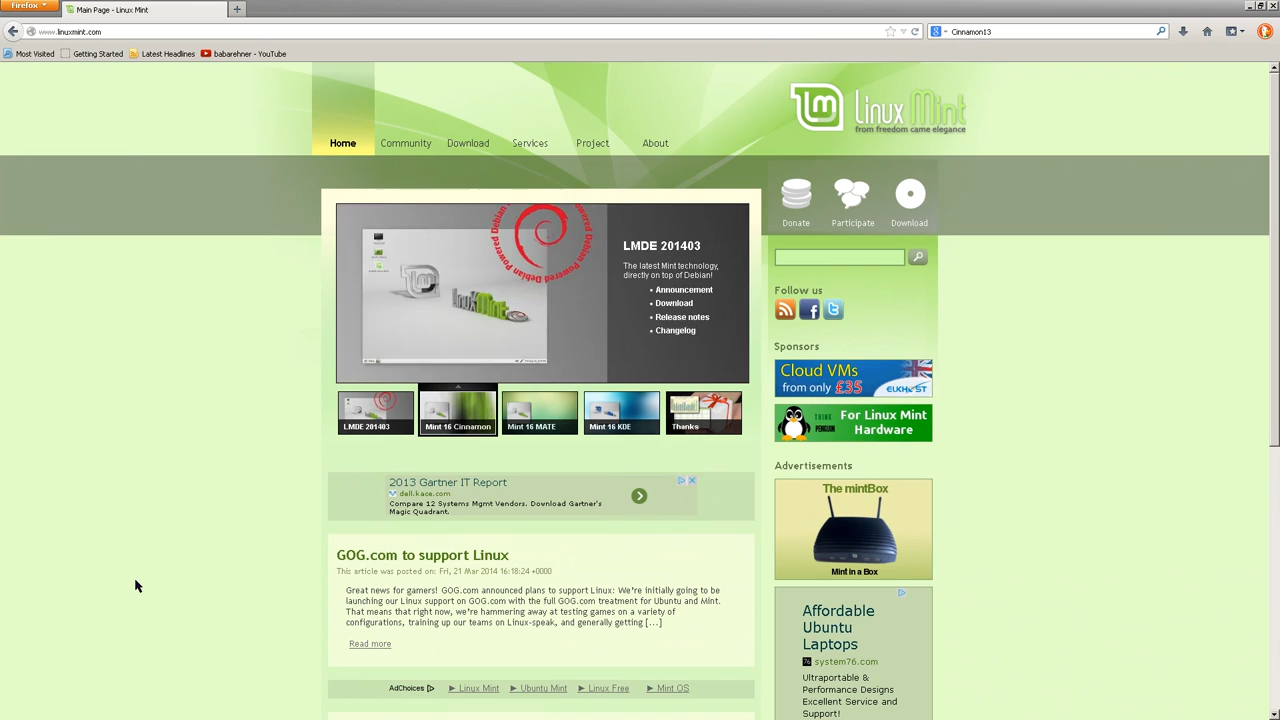 Firefox
Main Page - Linux Mint
www.linuxmint.com
Cinnamon13
Most Visited
Getting Started
Latest Headlines
babarehner - YouTube
Linux Mint
from freedom came elegance
Home
Community
Download
Services
Project
About
Donate
Participate
Download
Debian Powered
LMDE 201403
The latest Mint technology,
directly on top of Debian!
Announcement
Download
Release notes
Changelog
Linux Mint
LMDE 201403
Mint 16 Cinnamon
Mint 16 MATE
Mint 16 KDE
Thanks
Follow us
Sponsors
Cloud VMs
from only £35
ELKHOST
THINK
PENGUIN
For Linux Mint
Hardware
Advertisements
The mintBox
Mint in a Box
2013 Gartner IT Report
dell.kace.com
Compare 12 Systems Mgmt Vendors. Download Gartner's
Magic Quadrant.
GOG.com to support Linux
This article was posted on: Fri, 21 Mar 2014 16:18:24 +0000
Great news for gamers! GOG.com announced plans to support Linux: We're initially going to be
launching our Linux support on GOG.com with the full GOG.com treatment for Ubuntu and Mint.
That means that right now, we're hammering away at testing games on a variety of
configurations, training up our teams on Linux-speak, and generally getting [...]
Read more
AdChoices
Linux Mint
Ubuntu Mint
Linux Free
Mint OS
Affordable
Ubuntu
Laptops
76 system76.com
Ultraportable &
Performance Designs
Excellent Service and
Support!